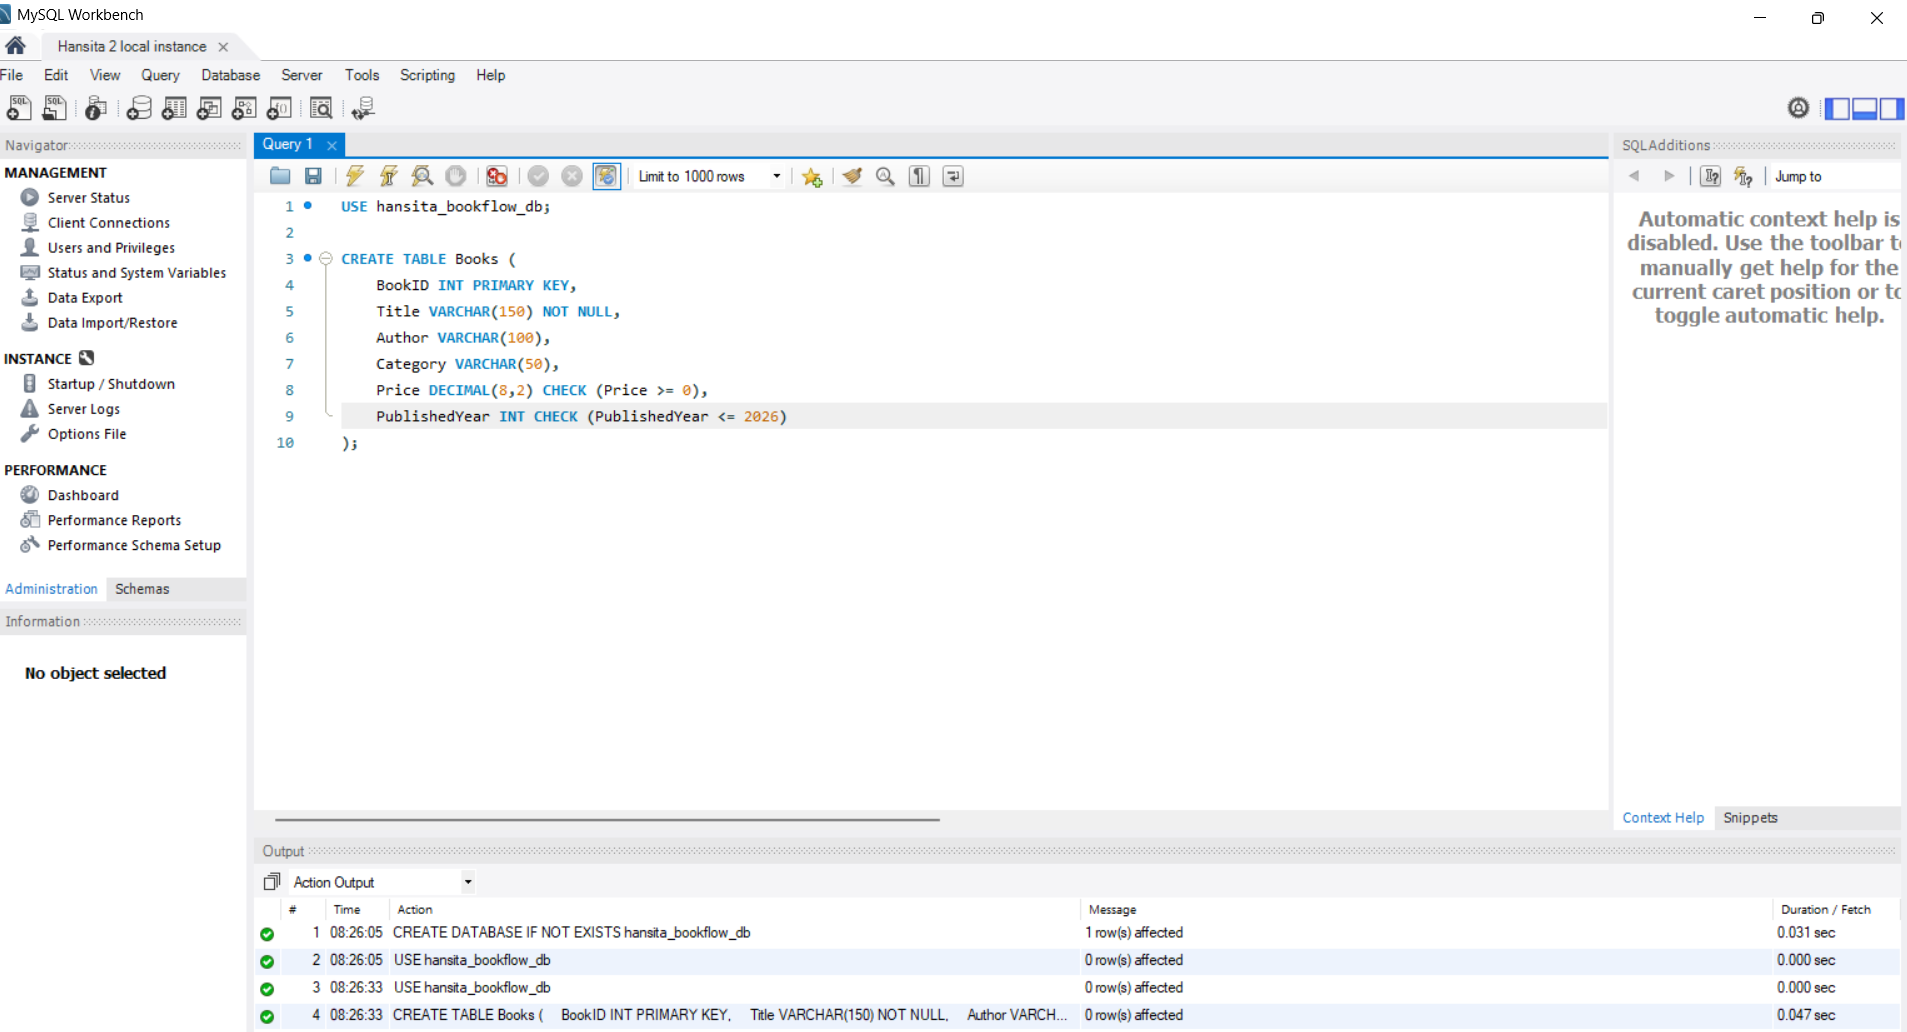 MySQL Workbench
Hansita 2 local instance
File Edit View Query Database Server Tools Scripting Help
Navigator
MANAGEMENT
Server Status
Client Connections
Users and Privileges
Status and System Variables
Data Export
Data Import/Restore
INSTANCE
Startup / Shutdown
Server Logs
Options File
PERFORMANCE
Dashboard
Performance Reports
Performance Schema Setup
Administration Schemas
Information
No object selected
Query 1
Limit to 1000 rows
1 USE hansita_bookflow_db;
2
3 CREATE TABLE Books (
4 BookID INT PRIMARY KEY,
5 Title VARCHAR(150) NOT NULL,
6 Author VARCHAR(100),
7 Category VARCHAR(50),
8 Price DECIMAL(8,2) CHECK (Price >= 0),
9 PublishedYear INT CHECK (PublishedYear <= 2026)
10 );
SQLAdditions
Jump to
Automatic context help is
disabled. Use the toolbar t
manually get help for the
current caret position or to
toggle automatic help.
Context Help Snippets
Output
Action Output
# Time Action Message Duration / Fetch
1 08:26:05 CREATE DATABASE IF NOT EXISTS hansita_bookflow_db 1 row(s) affected 0.031 sec
2 08:26:05 USE hansita_bookflow_db 0 row(s) affected 0.000 sec
3 08:26:33 USE hansita_bookflow_db 0 row(s) affected 0.000 sec
4 08:26:33 CREATE TABLE Books ( BookID INT PRIMARY KEY, Title VARCHAR(150) NOT NULL, Author VARCH... 0 row(s) affected 0.047 sec